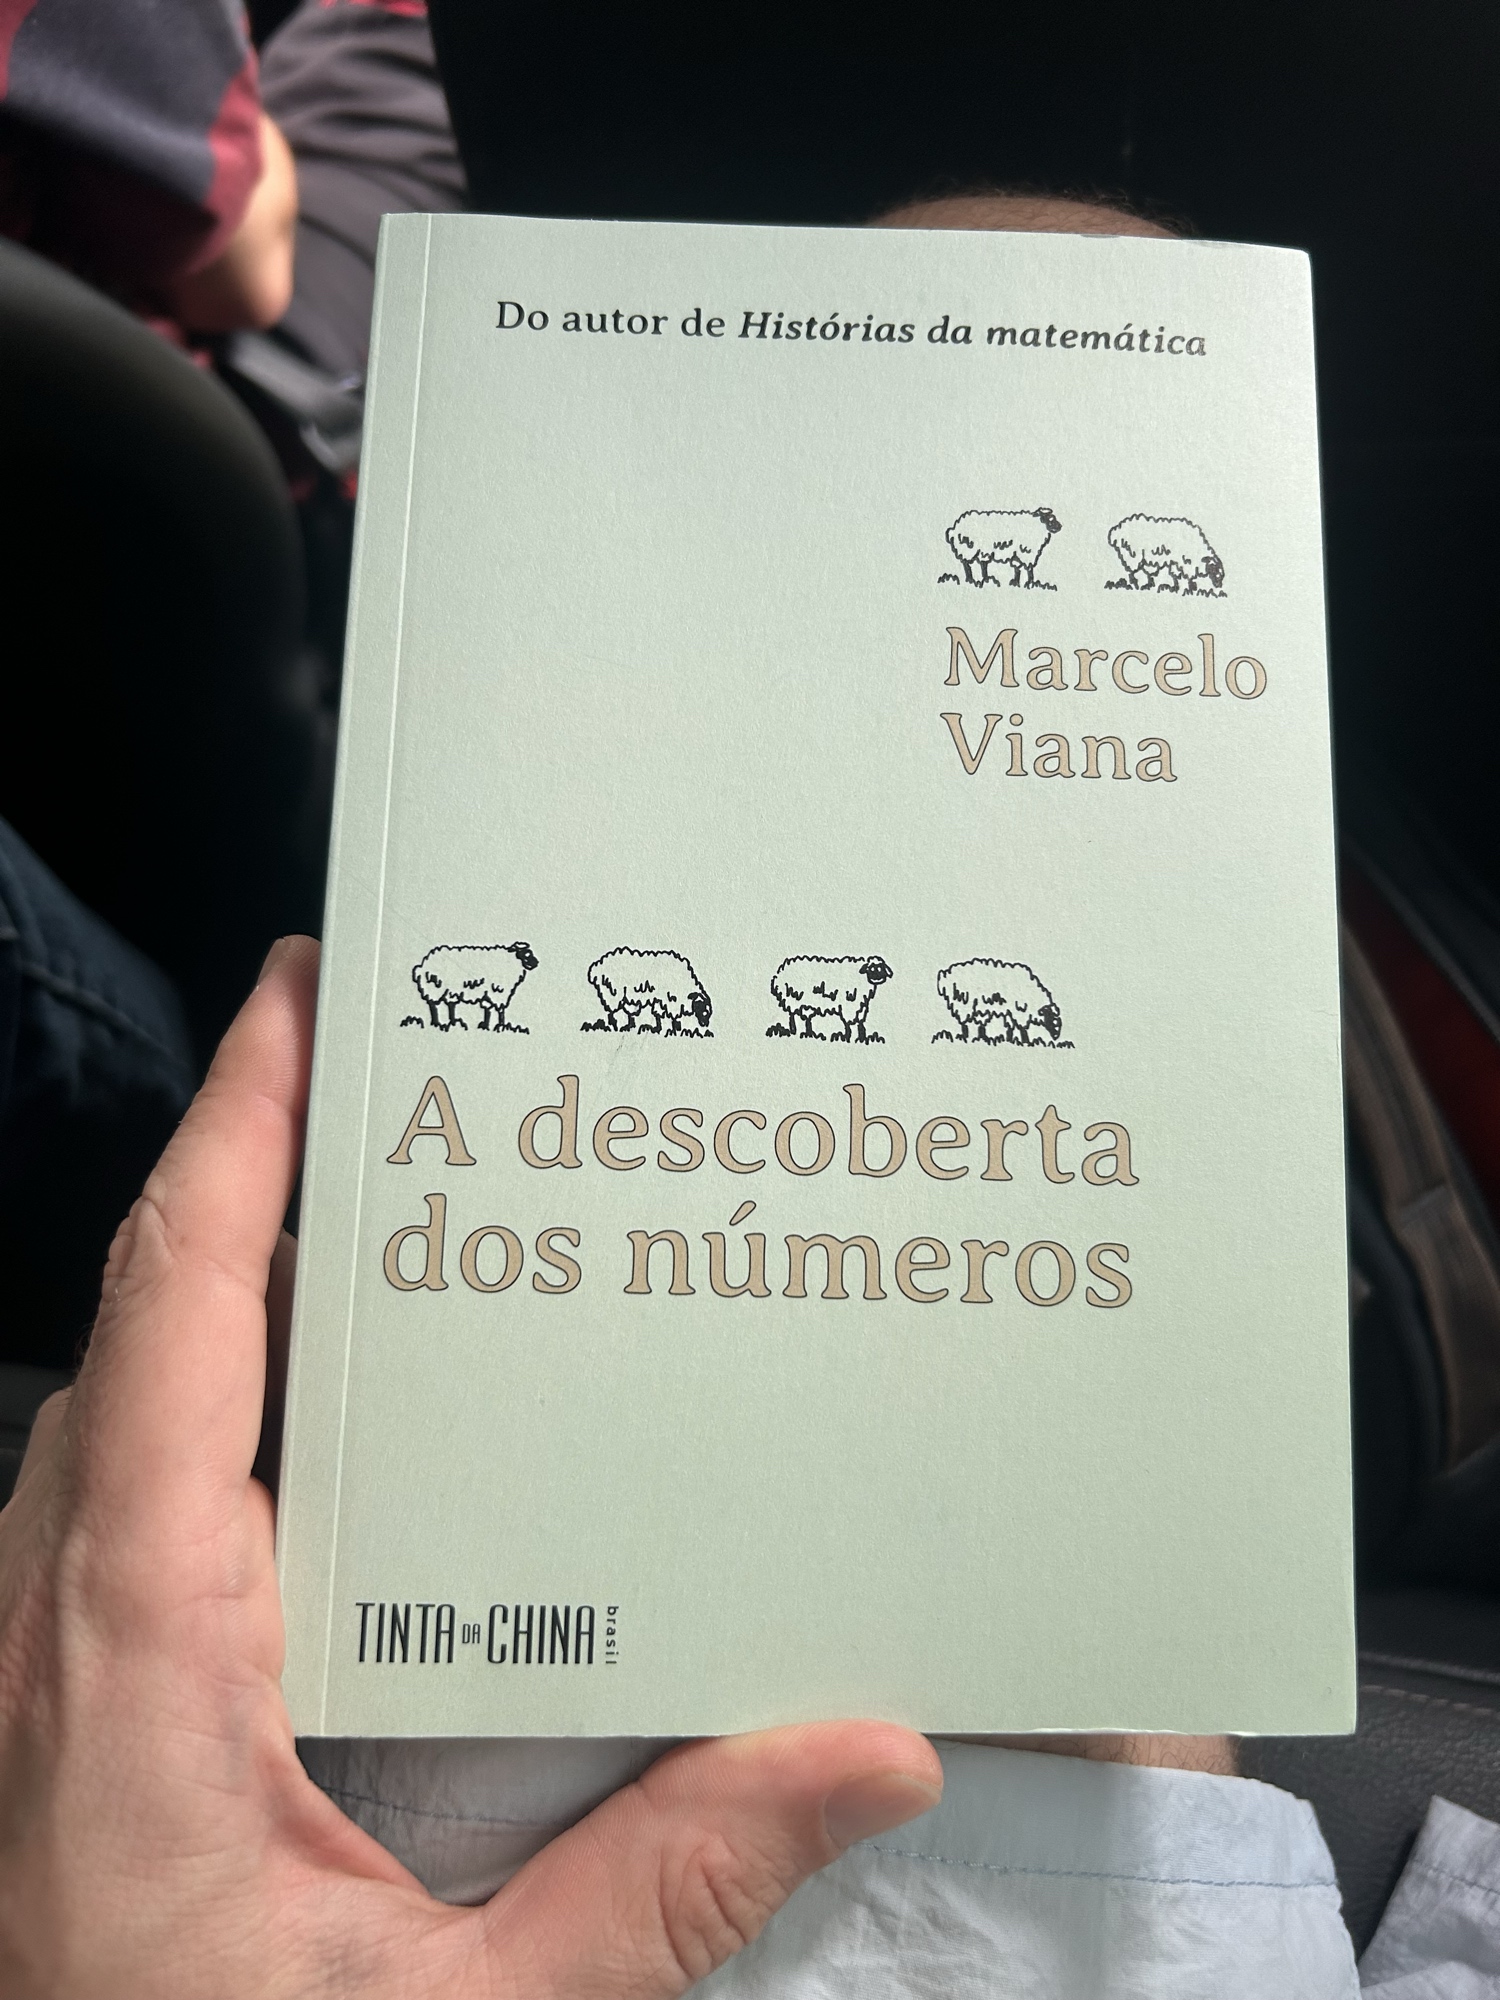 Do autor de Histórias da matemática
Marcelo
Viana
A descoberta
dos números
TINTA DA CHINA brasil